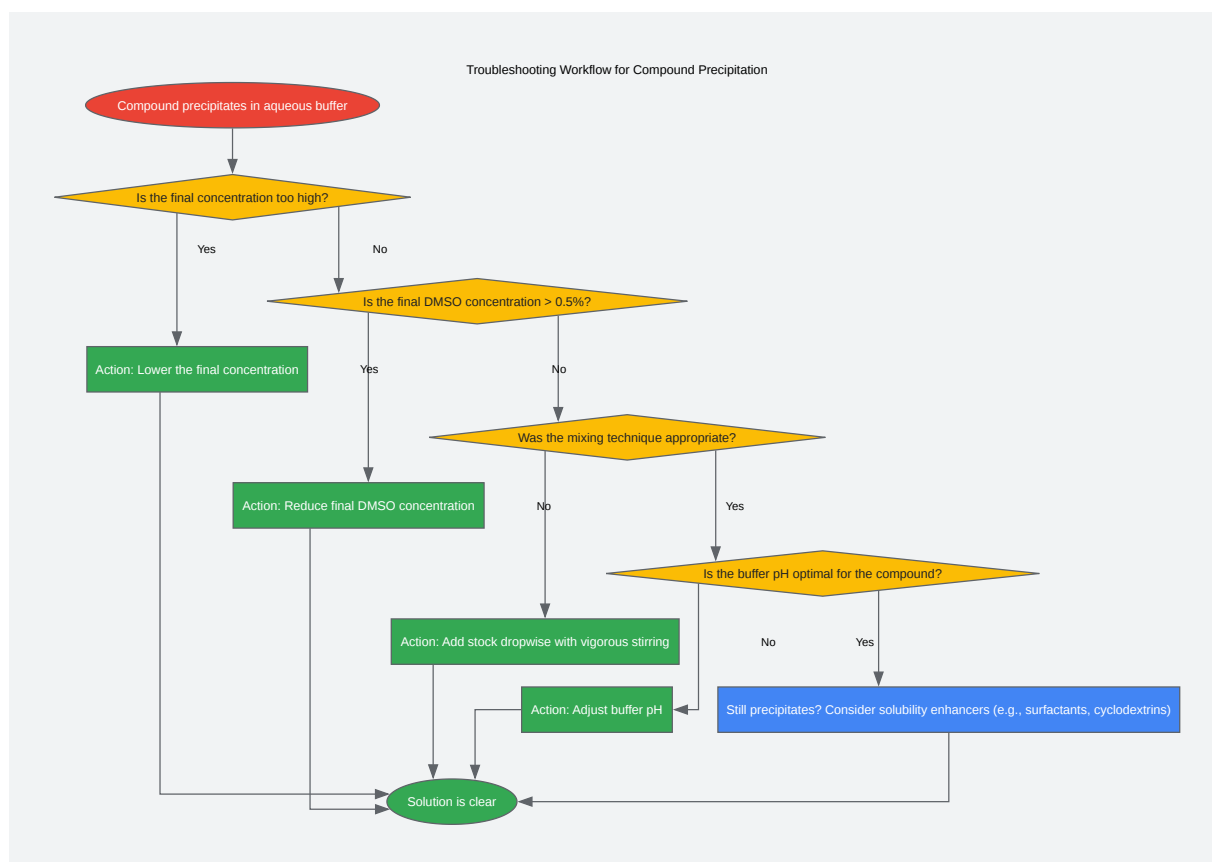 Troubleshooting Workflow for Compound Precipitation
Compound precipitates in aqueous buffer
Is the final concentration too high?
Yes
No
Is the final DMSO concentration > 0.5%?
Action: Lower the final concentration
Yes
No
Was the mixing technique appropriate?
Action: Reduce final DMSO concentration
No
Yes
Is the buffer pH optimal for the compound?
Action: Add stock dropwise with vigorous stirring
No
Yes
Action: Adjust buffer pH
Still precipitates? Consider solubility enhancers (e.g., surfactants, cyclodextrins)
Solution is clear